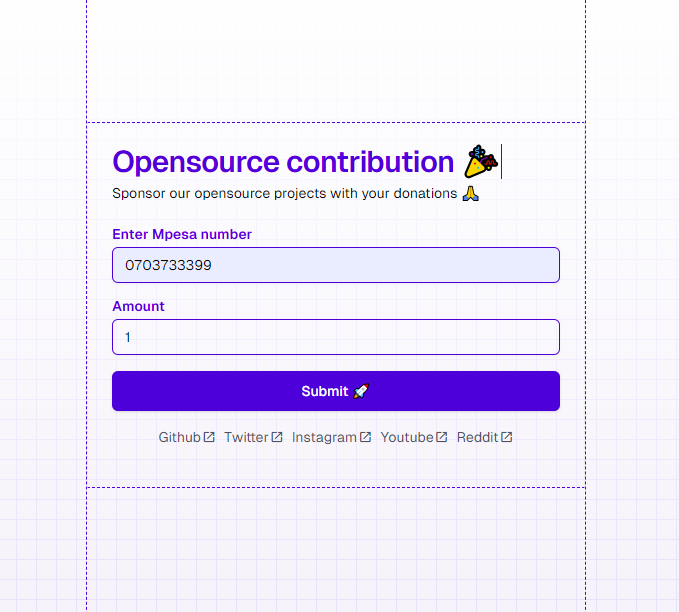 Opensource contribution 🎉
Sponsor our opensource projects with your donations 🙏
Enter Mpesa number
0703733399
Amount
1
Submit 🚀
Github Twitter Instagram Youtube Reddit